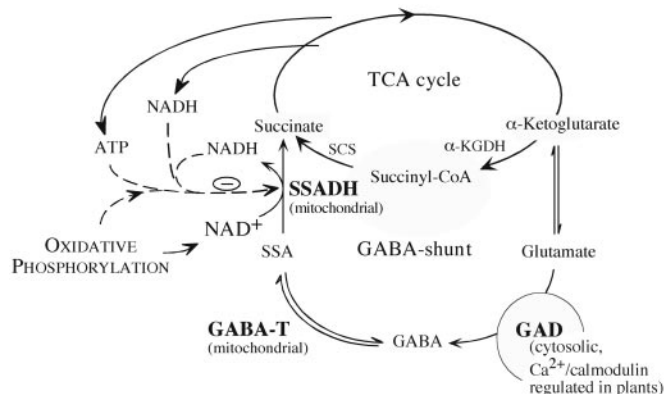 TCA cycle
NADH
Succinate
α-Ketoglutarate
ATP
NADH
SCS
α-KGDH
Succinyl-CoA
−
SSADH
(mitochondrial)
NAD+
OXIDATIVE
PHOSPHORYLATION
SSA
GABA-shunt
Glutamate
GABA-T
(mitochondrial)
GABA
GAD
(cytosolic,
Ca2+/calmodulin
regulated in plants)